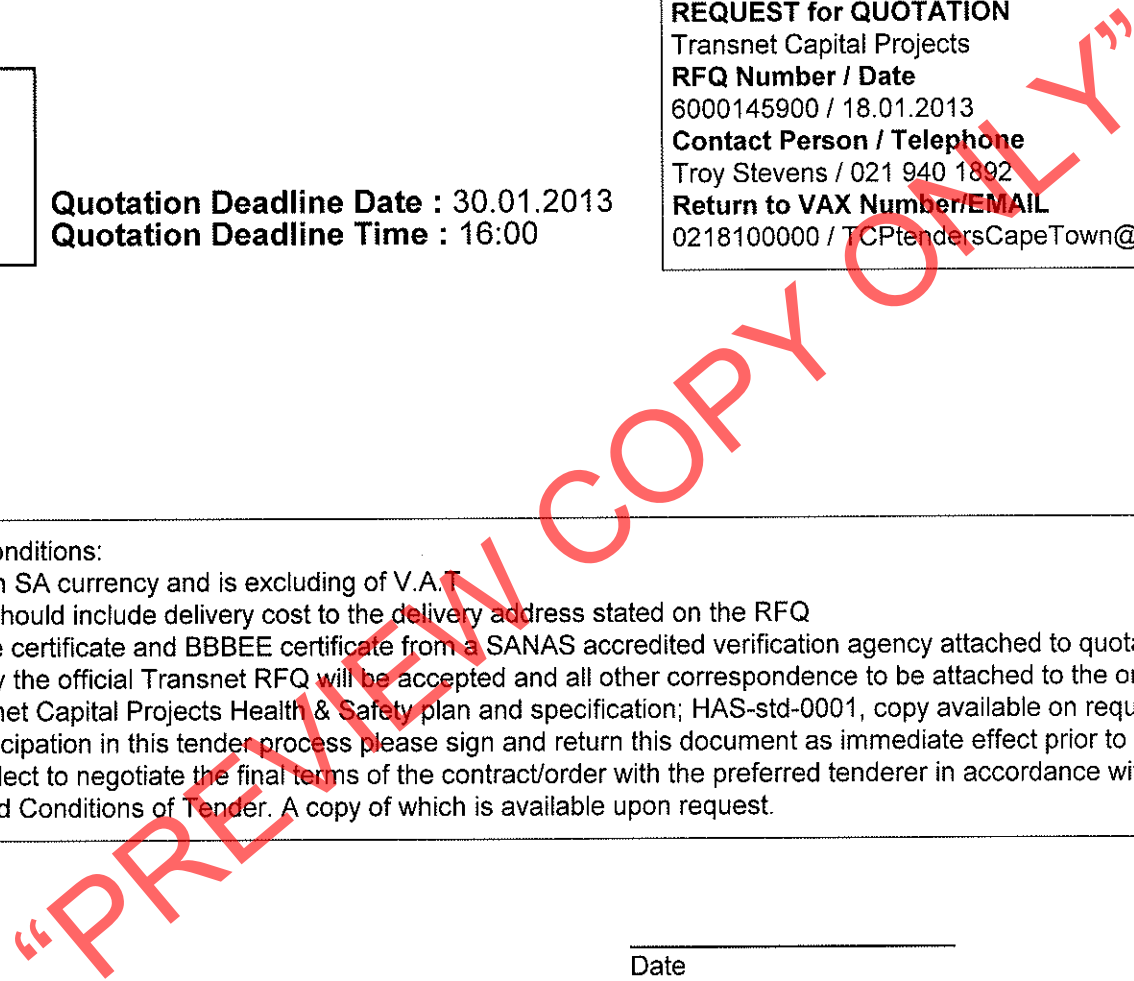 REQUEST for QUOTATION
Transnet Capital Projects
RFQ Number / Date
6000145900 / 18.01.2013
Contact Person / Telephone
Troy Stevens / 021 940 1892
Return to VAX Number/EMAIL
0218100000 / TCPtendersCapeTown@
Quotation Deadline Date : 30.01.2013
Quotation Deadline Time : 16:00
onditions:
n SA currency and is excluding of V.A.T
hould include delivery cost to the delivery address stated on the RFQ
e certificate and BBBEE certificate from a SANAS accredited verification agency attached to quota
y the official Transnet RFQ will be accepted and all other correspondence to be attached to the or
net Capital Projects Health & Safety plan and specification; HAS-std-0001, copy available on requ
cipation in this tender process please sign and return this document as immediate effect prior to
lect to negotiate the final terms of the contract/order with the preferred tenderer in accordance wi
d Conditions of Tender. A copy of which is available upon request.
Date
“PREVIEW COPY ONLY”